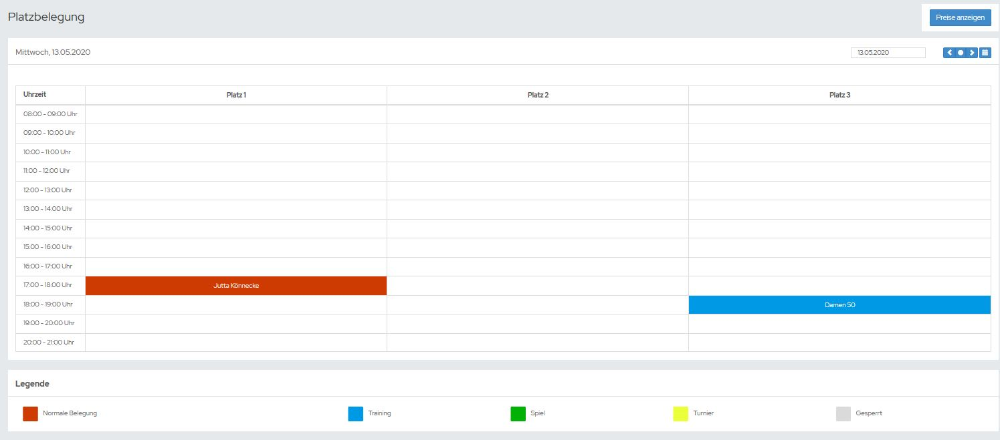 Platzbelegung
Preise anzeigen
Mittwoch, 13.05.2020
13.05.2020
Uhrzeit Platz 1 Platz 2 Platz 3
08:00 - 09:00 Uhr
09:00 - 10:00 Uhr
10:00 - 11:00 Uhr
11:00 - 12:00 Uhr
12:00 - 13:00 Uhr
13:00 - 14:00 Uhr
14:00 - 15:00 Uhr
15:00 - 16:00 Uhr
16:00 - 17:00 Uhr
17:00 - 18:00 Uhr Jutta Könnecke
18:00 - 19:00 Uhr Damen 50
19:00 - 20:00 Uhr
20:00 - 21:00 Uhr
Legende
Normale Belegung Training Spiel Turnier Gesperrt